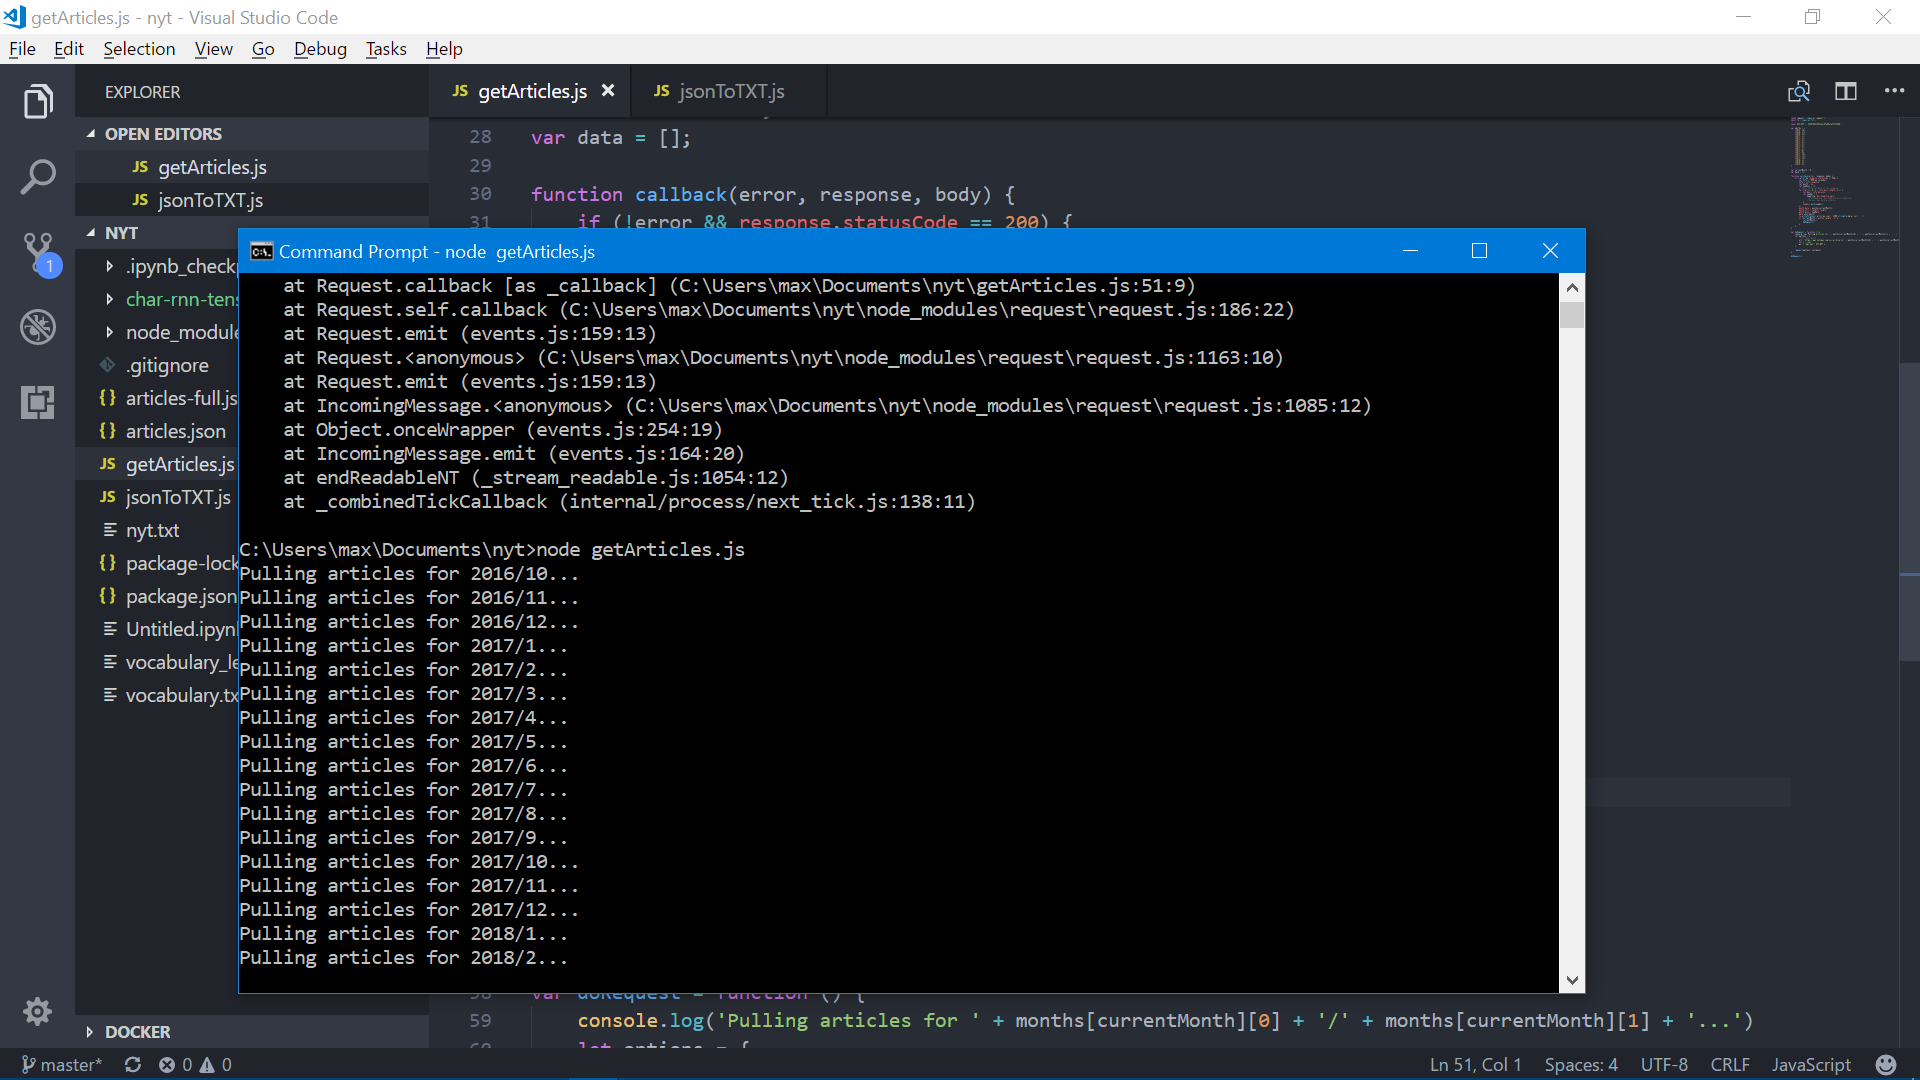 getArticles.js - nyt - Visual Studio Code
File Edit Selection View Go Debug Tasks Help
EXPLORER
OPEN EDITORS
JS getArticles.js
JS jsonToTXT.js
NYT
.ipynb_check
char-rnn-tens
node_module
.gitignore
{} articles-full.js
{} articles.json
JS getArticles.js
JS jsonToTXT.js
nyt.txt
{} package-lock
{} package.json
Untitled.ipyn
vocabulary_le
vocabulary.tx
DOCKER
1
JS getArticles.js
JS jsonToTXT.js
28 var data = [];
29
30 function callback(error, response, body) {
31 if (!error && response.statusCode == 200) {
Command Prompt - node  getArticles.js
at Request.callback [as _callback] (C:\Users\max\Documents\nyt\getArticles.js:51:9)
at Request.self.callback (C:\Users\max\Documents\nyt\node_modules\request\request.js:186:22)
at Request.emit (events.js:159:13)
at Request.<anonymous> (C:\Users\max\Documents\nyt\node_modules\request\request.js:1163:10)
at Request.emit (events.js:159:13)
at IncomingMessage.<anonymous> (C:\Users\max\Documents\nyt\node_modules\request\request.js:1085:12)
at Object.onceWrapper (events.js:254:19)
at IncomingMessage.emit (events.js:164:20)
at endReadableNT (_stream_readable.js:1054:12)
at _combinedTickCallback (internal/process/next_tick.js:138:11)
C:\Users\max\Documents\nyt>node getArticles.js
Pulling articles for 2016/10...
Pulling articles for 2016/11...
Pulling articles for 2016/12...
Pulling articles for 2017/1...
Pulling articles for 2017/2...
Pulling articles for 2017/3...
Pulling articles for 2017/4...
Pulling articles for 2017/5...
Pulling articles for 2017/6...
Pulling articles for 2017/7...
Pulling articles for 2017/8...
Pulling articles for 2017/9...
Pulling articles for 2017/10...
Pulling articles for 2017/11...
Pulling articles for 2017/12...
Pulling articles for 2018/1...
Pulling articles for 2018/2...
58 var doRequest = function () {
59 console.log('Pulling articles for ' + months[currentMonth][0] + '/' + months[currentMonth][1] + '...')
60 let options = {
master* 0 0 Ln 51, Col 1 Spaces: 4 UTF-8 CRLF JavaScript